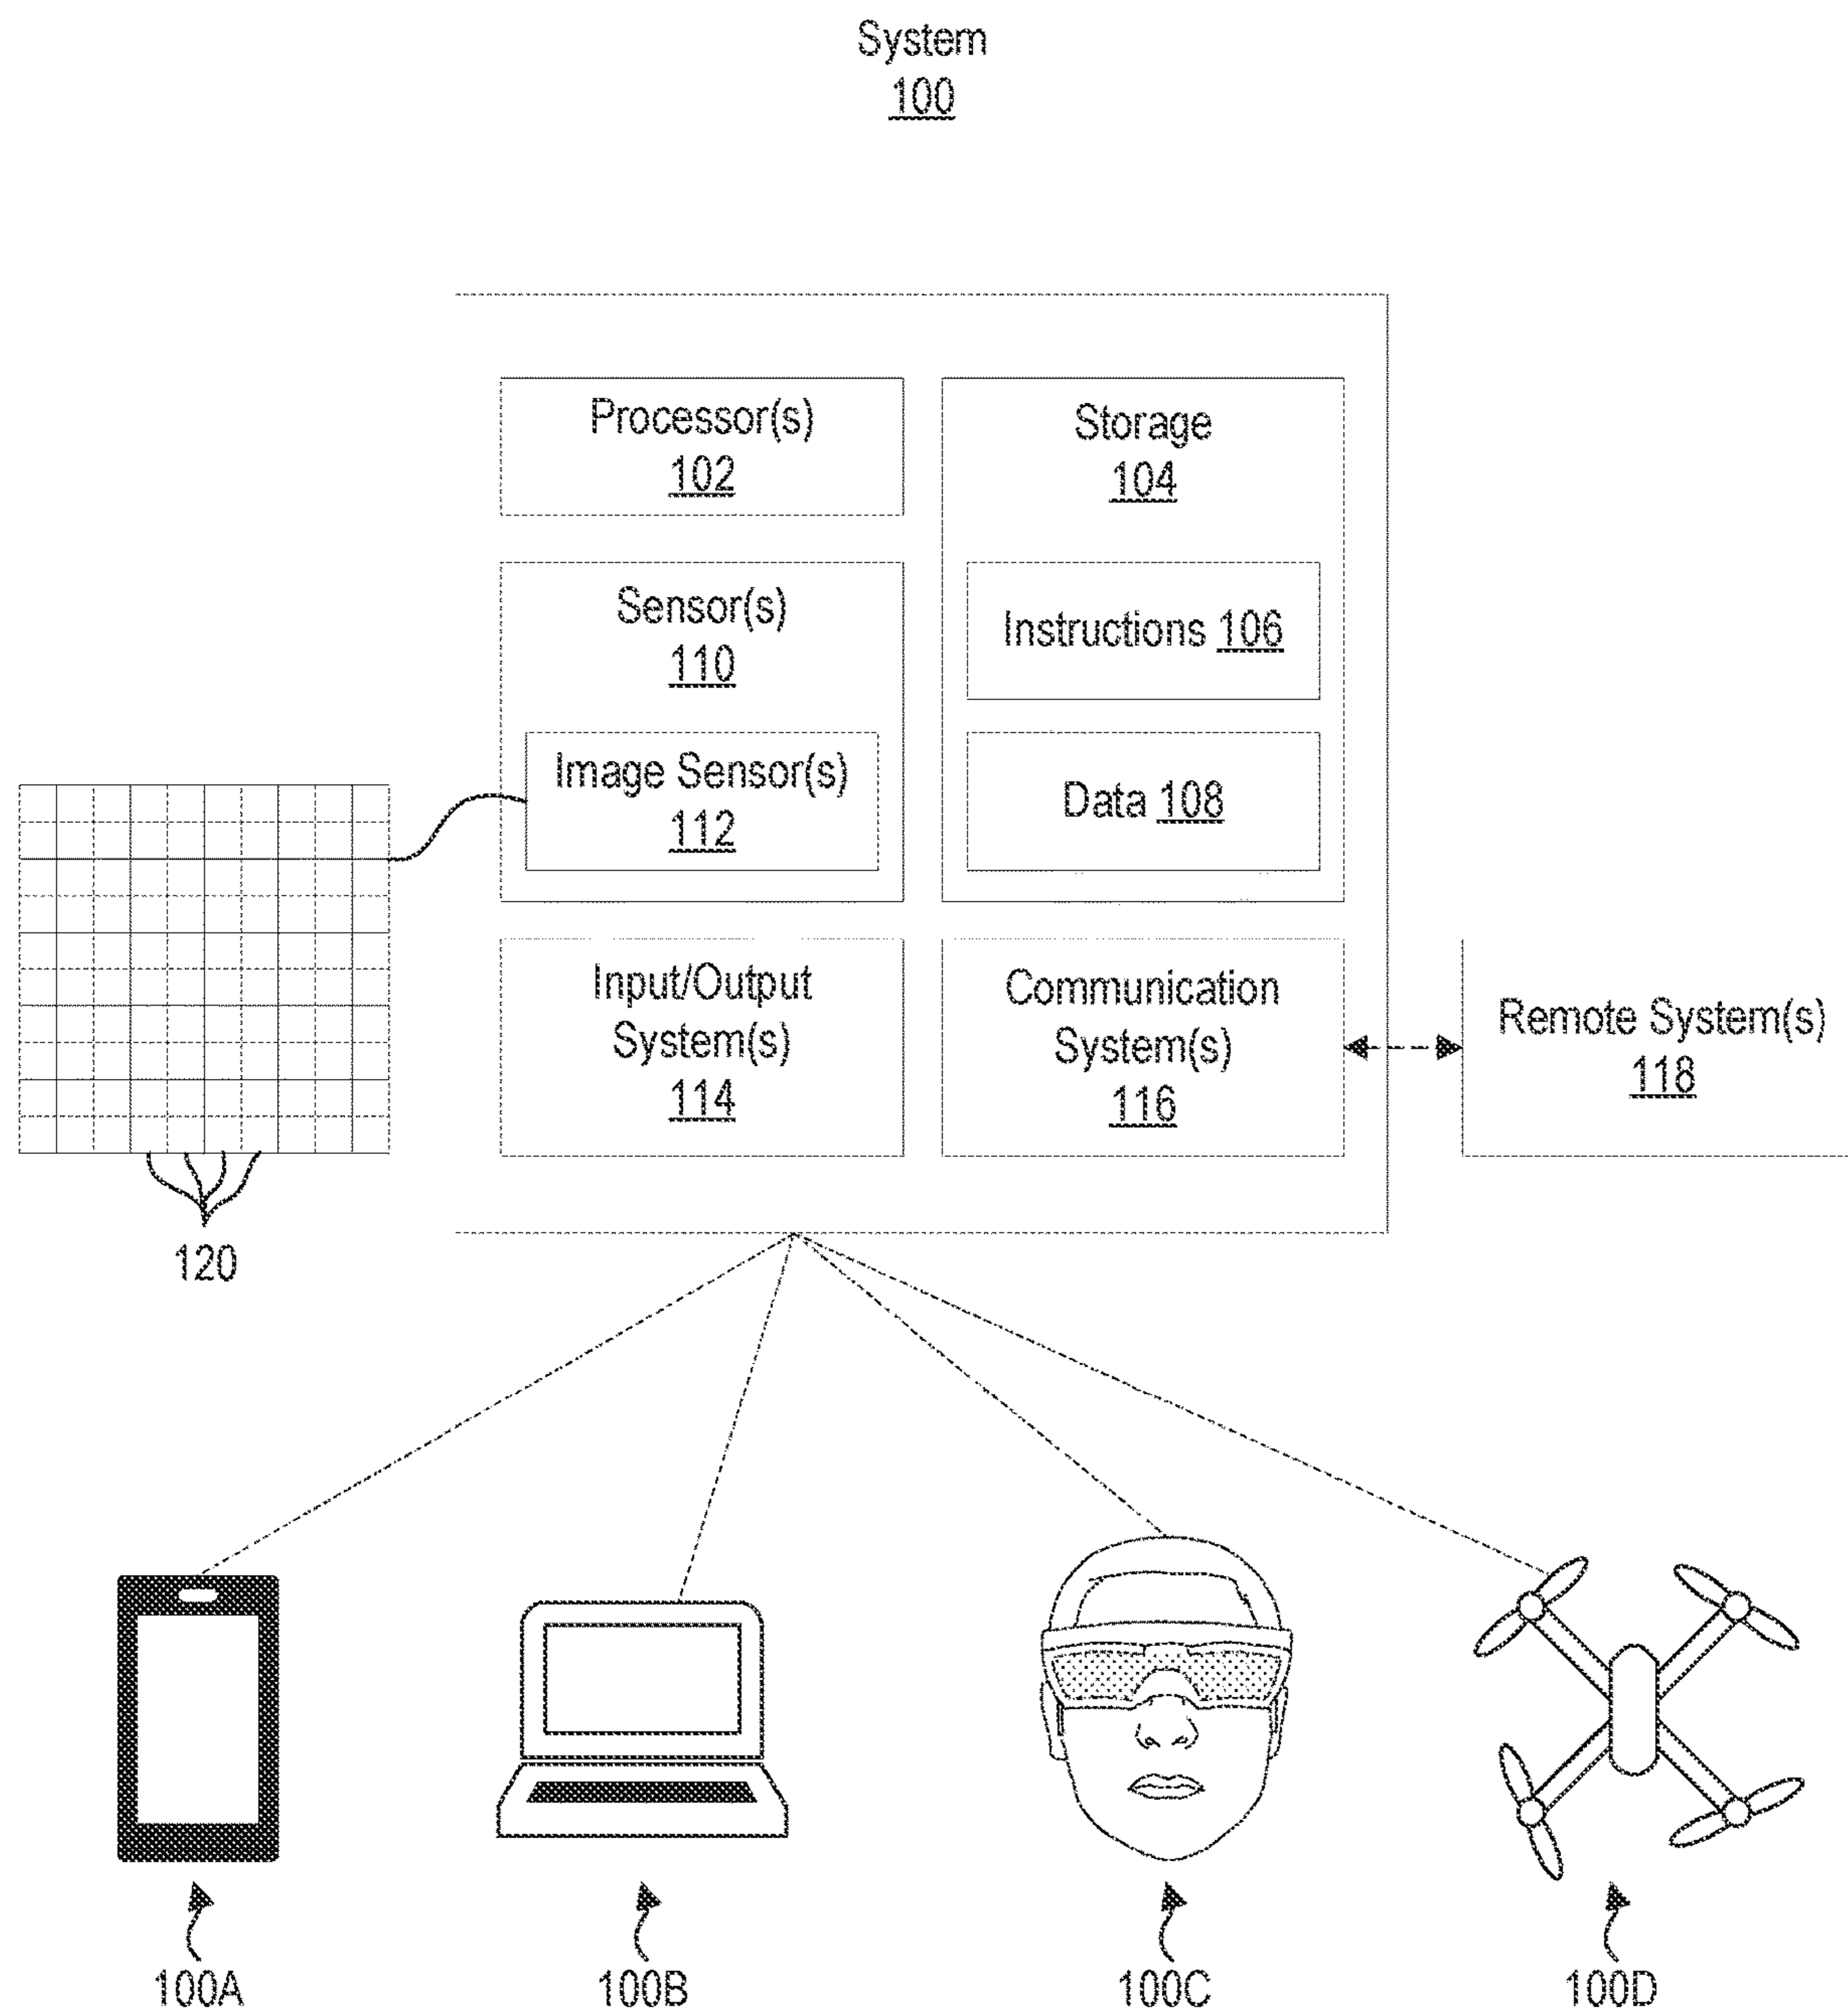 System
100
Processor(s)
102
Storage
104
Sensor(s)
110
Instructions 106
Image Sensor(s)
112
Data 108
Input/Output
System(s)
114
Communication
System(s)
116
Remote System(s)
118
120
100A
100B
100C
100D